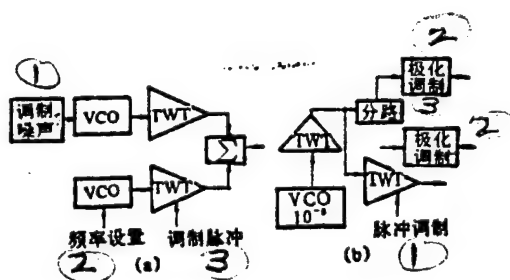 ①
调制
噪声
VCO
TWT
Σ
VCO
TWT
频率设置
调制脉冲
②
(a)
③
②
极化
调制
③
分路
TWT
②
极化
调制
VCO
10⁻⁸
TWT
脉冲调制
(b)
①